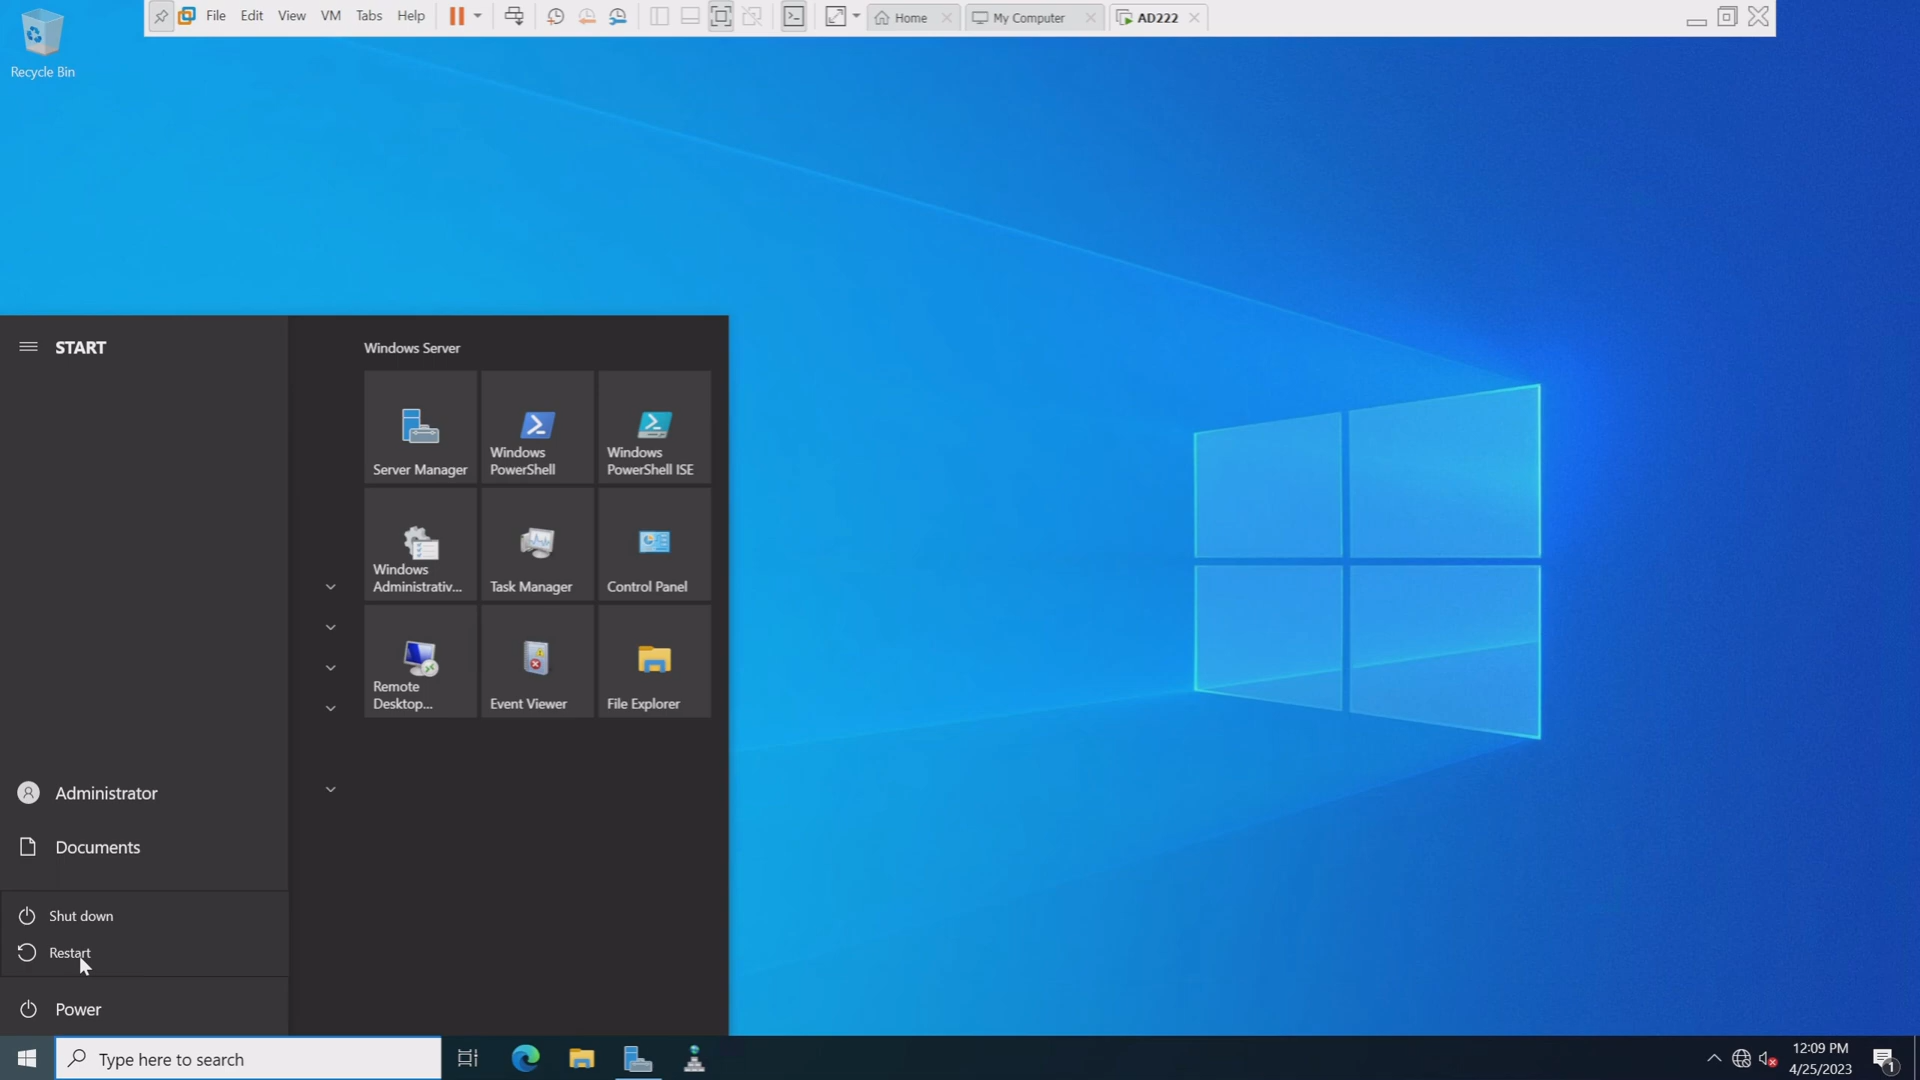 File Edit View VM Tabs Help
Home
My Computer
AD222
Recycle Bin
START
Windows Server
Server Manager
Windows
PowerShell
Windows
PowerShell ISE
Windows
Administrativ...
Task Manager
Control Panel
Remote
Desktop...
Event Viewer
File Explorer
Administrator
Documents
Shut down
Restart
Power
Type here to search
12:09 PM
4/25/2023
1